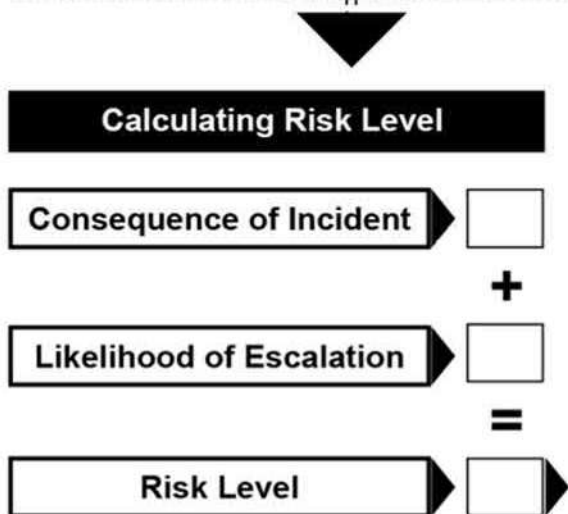 Calculating Risk Level
Consequence of Incident
+
Likelihood of Escalation
=
Risk Level